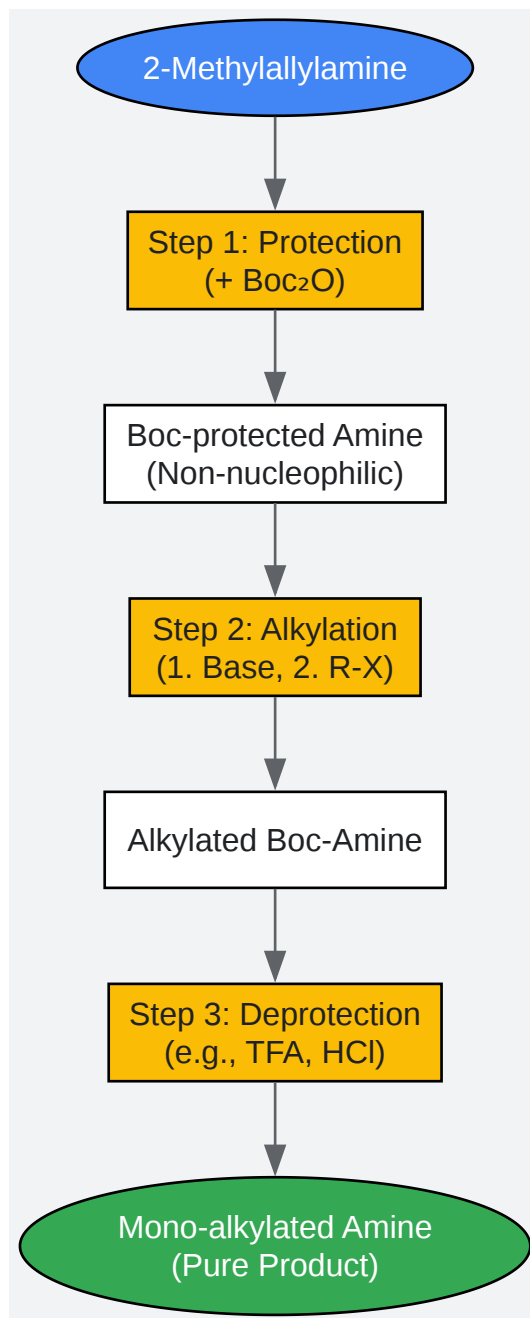 2-Methylallylamine
Step 1: Protection
(+ Boc₂O)
Boc-protected Amine
(Non-nucleophilic)
Step 2: Alkylation
(1. Base, 2. R-X)
Alkylated Boc-Amine
Step 3: Deprotection
(e.g., TFA, HCl)
Mono-alkylated Amine
(Pure Product)